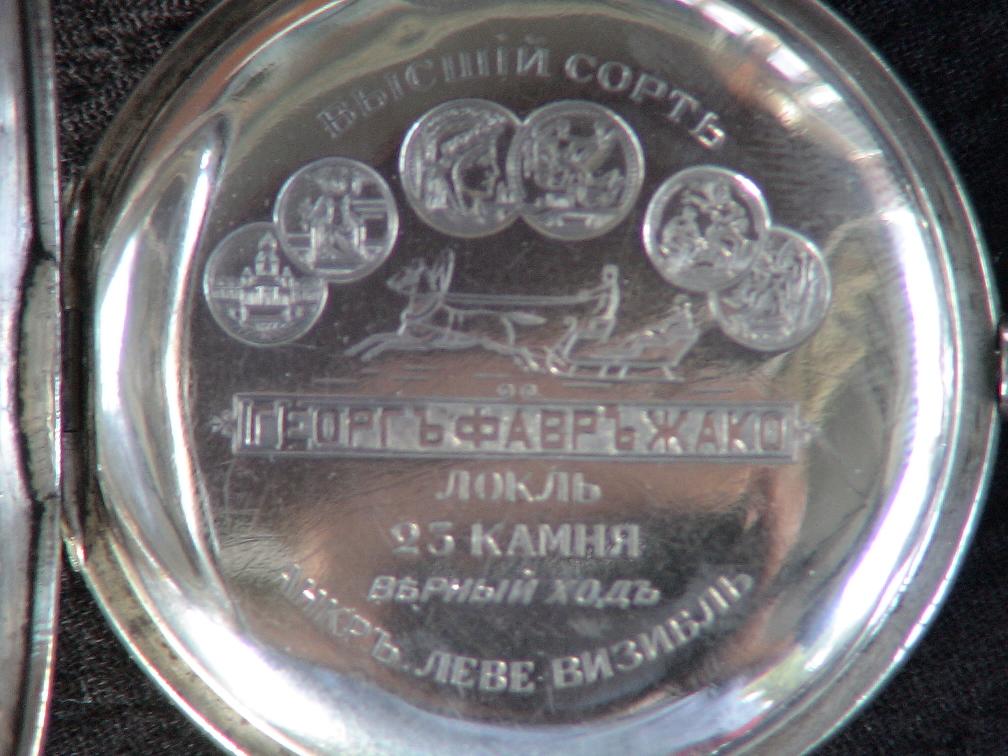 ВЫСШІЙ СОРТЪ
ГЕОРГЪ ФАВРЪ ЖАКО
ЛОКЛЬ
23 КАМНЯ
ВѢРНЫЙ ХОДЪ
АНКРЪ ЛЕВЕ ВИЗИБЛЬ